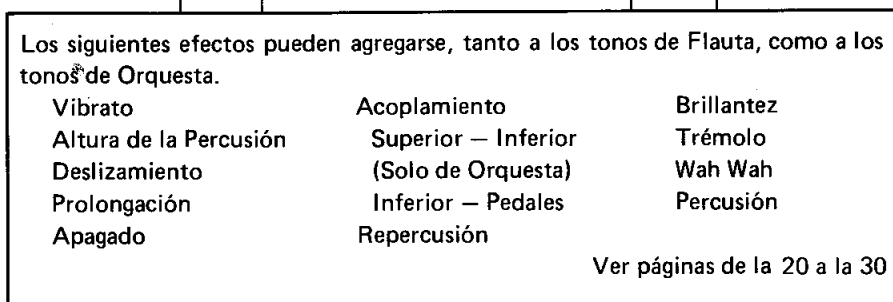 Los siguientes efectos pueden agregarse, tanto a los tonos de Flauta, como a los
tonos de Orquesta.
Vibrato Acoplamiento Brillantez
Altura de la Percusión Superior — Inferior Trémolo
Deslizamiento (Solo de Orquesta) Wah Wah
Prolongación Inferior — Pedales Percusión
Apagado Repercusión
Ver páginas de la 20 a la 30